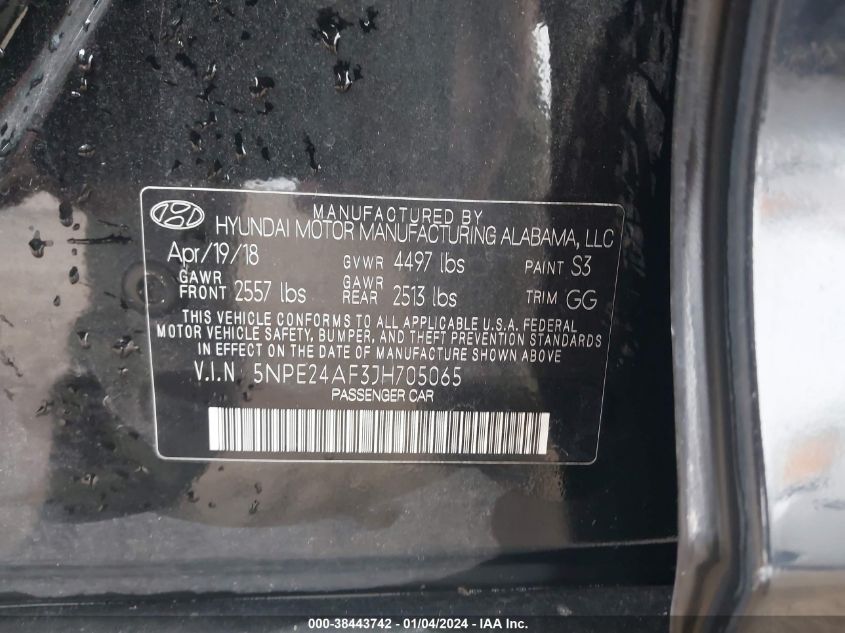 MANUFACTURED BY
HYUNDAI MOTOR MANUFACTURING ALABAMA, LLC
Apr/19/18 GVWR 4497 lbs PAINT S3
GAWR FRONT 2557 lbs GAWR REAR 2513 lbs TRIM GG
THIS VEHICLE CONFORMS TO ALL APPLICABLE U.S.A. FEDERAL
MOTOR VEHICLE SAFETY, BUMPER, AND THEFT PREVENTION STANDARDS
IN EFFECT ON THE DATE OF MANUFACTURE SHOWN ABOVE
V.I.N 5NPE24AF3JH705065
PASSENGER CAR
000-38443742 - 01/04/2024 - © IAA, Inc.